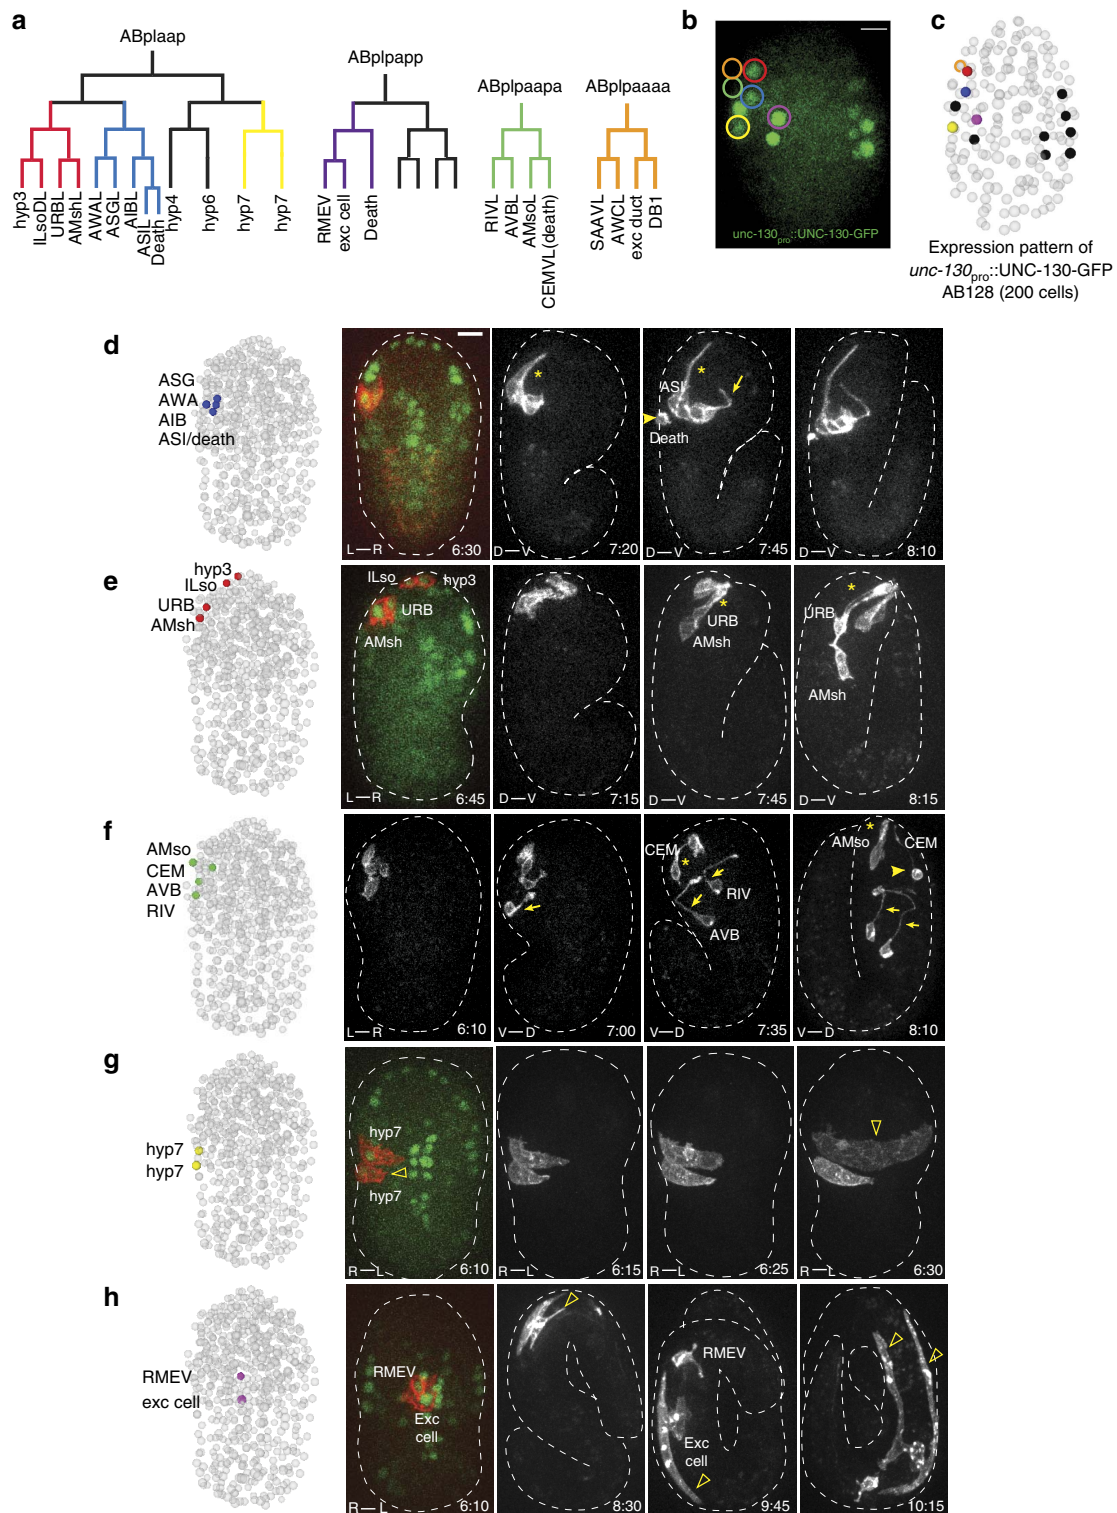 a
ABplaap
ABplpapp
ABplpaapa
ABplpaaaa
hyp3
ILsoDL
URBL
AMshL
AWAL
ASGL
AIBL
ASIL
Death
hyp4
hyp6
hyp7
hyp7
RMEV
exc cell
Death
RIVL
AVBL
AMsoL
CEMVL(death)
SAAVL
AWCL
exc duct
DB1
b
unc-130pro::UNC-130-GFP
c
Expression pattern of
unc-130pro::UNC-130-GFP
AB128 (200 cells)
d
ASG
AWA
AIB
ASI/death
L—R
6:30
*
D—V
7:20
ASI
*
Death
D—V
7:45
D—V
8:10
e
hyp3
ILso
URB
AMsh
ILso
hyp3
URB
AMsh
L—R
6:45
D—V
7:15
*
URB
AMsh
D—V
7:45
*
URB
AMsh
D—V
8:15
f
AMso
CEM
AVB
RIV
L—R
6:10
V—D
7:00
CEM
*
RIV
AVB
V—D
7:35
*
AMso
CEM
V—D
8:10
g
hyp7
hyp7
hyp7
hyp7
R—L
6:10
R—L
6:15
R—L
6:25
R—L
6:30
h
RMEV
exc cell
RMEV
Exc
cell
R—L
6:10
8:30
RMEV
Exc
cell
9:45
10:15